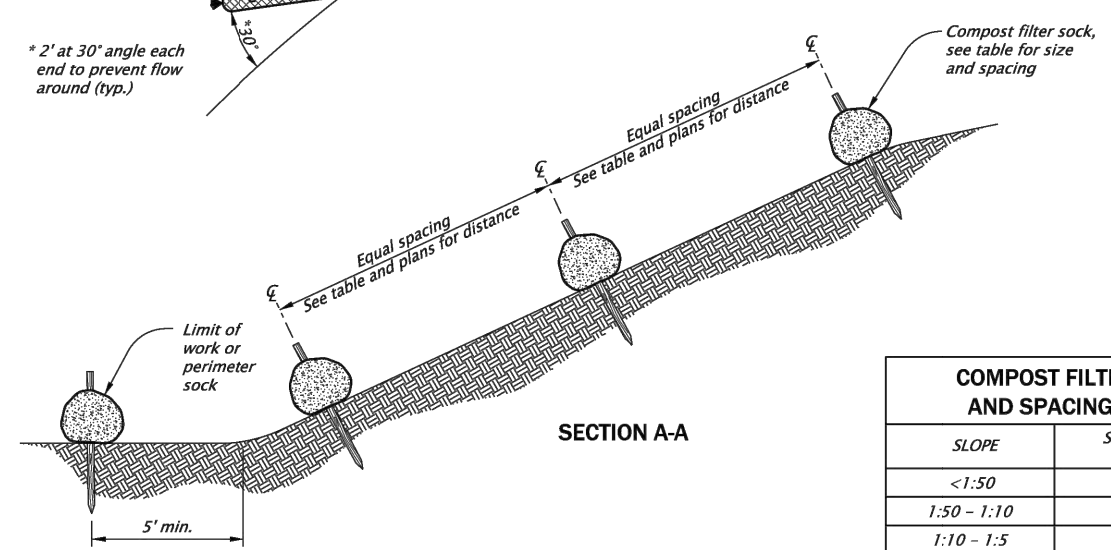 *30°
* 2' at 30° angle each
end to prevent flow
around (typ.)
Compost filter sock,
see table for size
and spacing
℄
Equal spacing
See table and plans for distance
℄
Equal spacing
See table and plans for distance
℄
Limit of
work or
perimeter
sock
SECTION A-A
5' min.
COMPOST FILT
AND SPACING
SLOPE S
<1:50
1:50 – 1:10
1:10 – 1:5